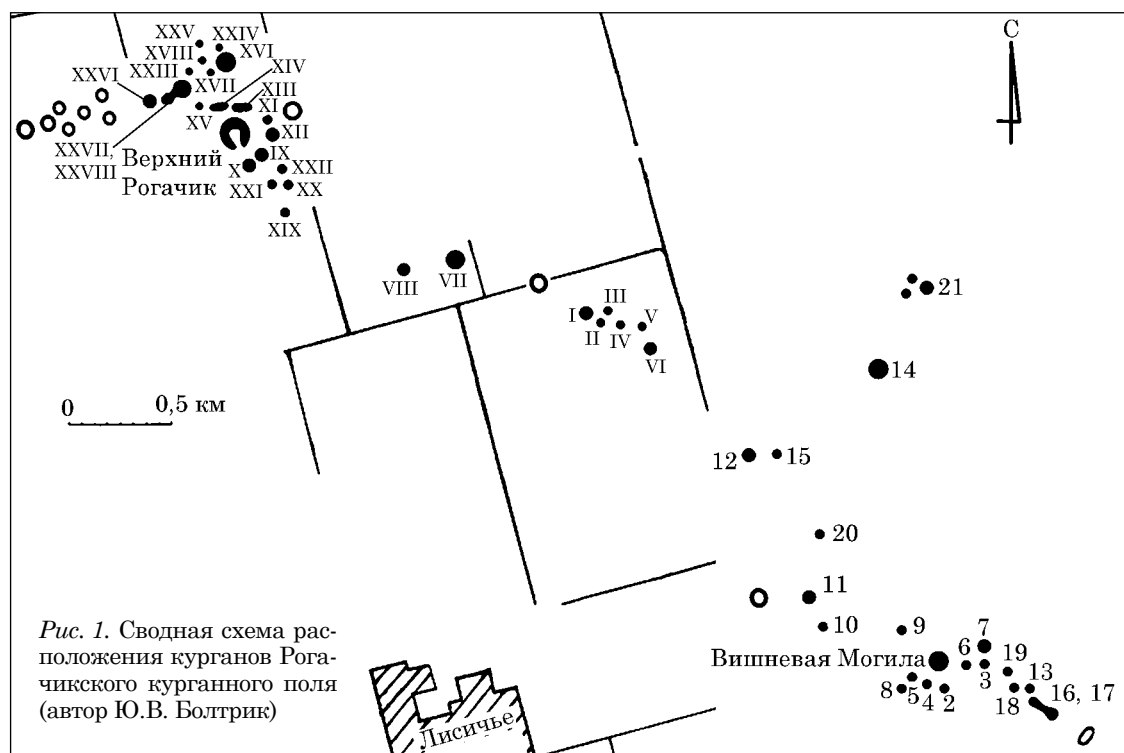 С
XXV
XXIV
XVIII
XVI
XXIII
XIV
XXVI
XVII
XIII
XV
XI
XII
XXVII,
XXVIII
Верхний
Рогачик
IX
X
XXII
XXI
XX
XIX
VIII
VII
III
I
II
IV
V
VI
21
14
0
0,5 км
12
15
20
11
10
9
7
Вишневая Могила
6
3
19
13
8
5
4
2
18
16, 17
Рис. 1. Сводная схема рас-
положения курганов Рога-
чикского курганного поля
(автор Ю.В. Болтрик)
Лисичье